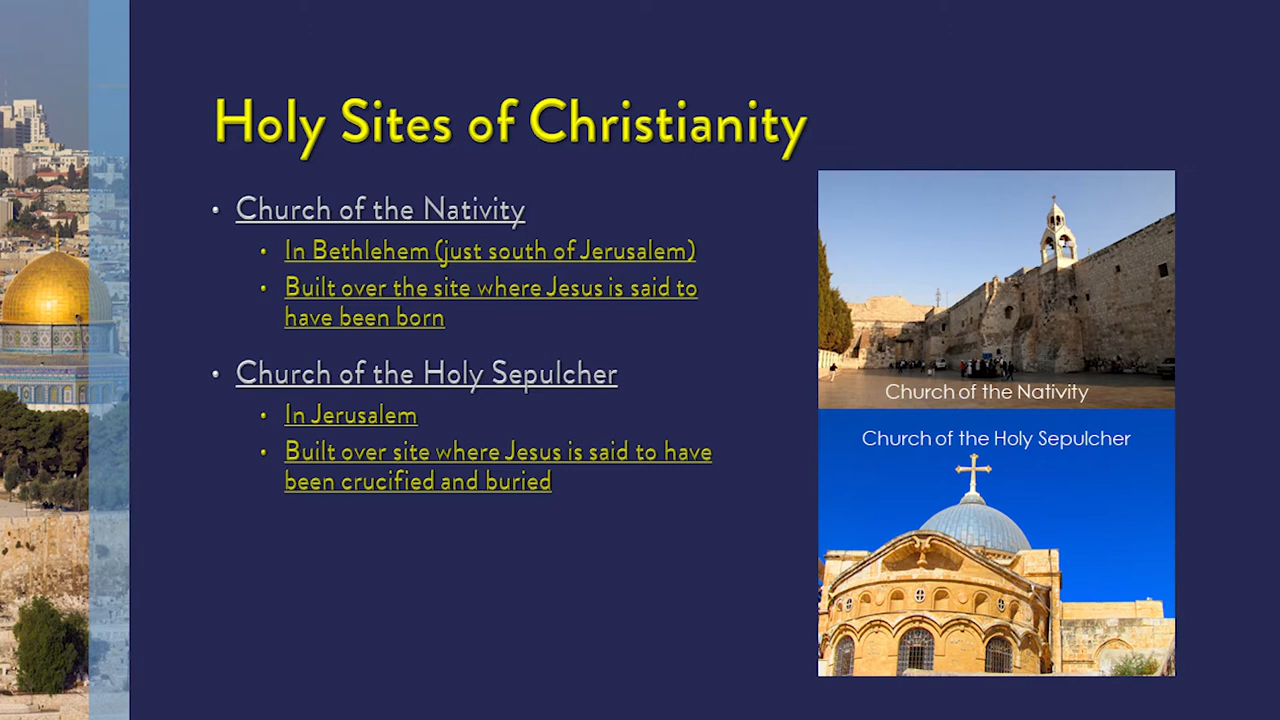 Holy Sites of Christianity
• Church of the Nativity
• In Bethlehem (just south of Jerusalem)
• Built over the site where Jesus is said to
have been born
• Church of the Holy Sepulcher
• In Jerusalem
• Built over site where Jesus is said to have
been crucified and buried
Church of the Nativity
Church of the Holy Sepulcher